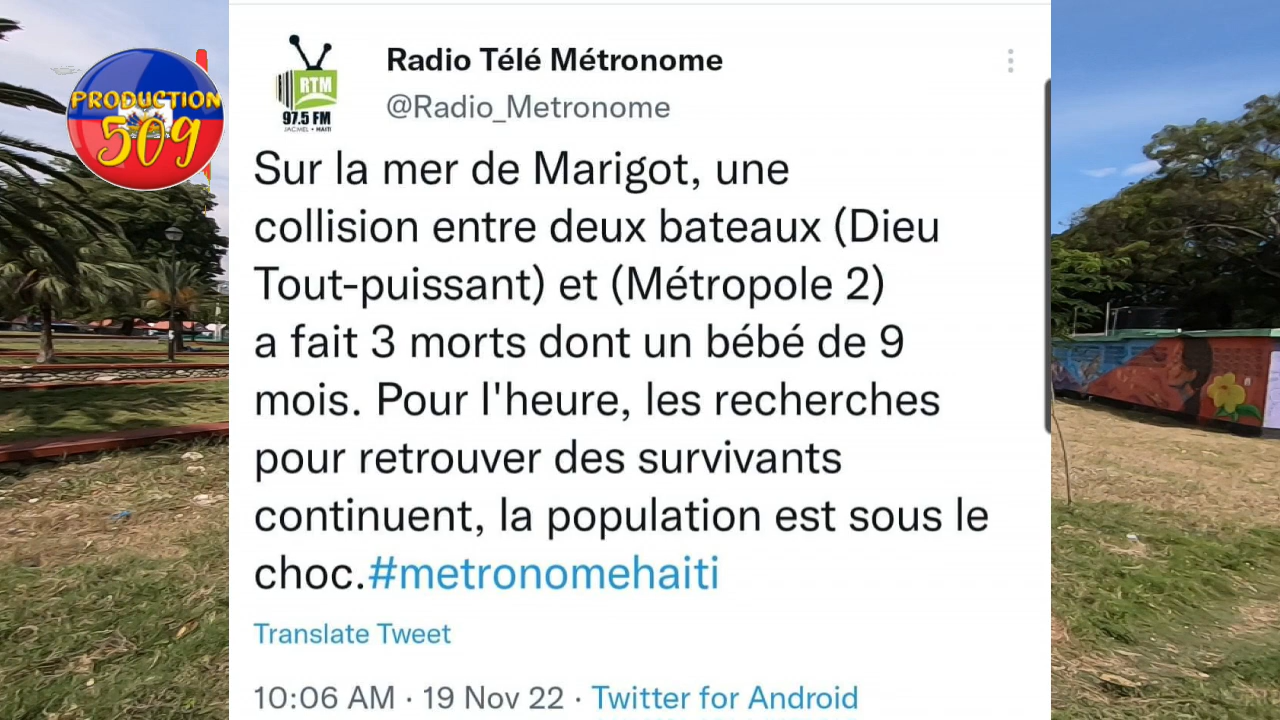 PRODUCTION
509
RTM
97.5 FM
JACMEL • HAITI
Radio Télé Métronome
@Radio_Metronome
Sur la mer de Marigot, une
collision entre deux bateaux (Dieu
Tout-puissant) et (Métropole 2)
a fait 3 morts dont un bébé de 9
mois. Pour l'heure, les recherches
pour retrouver des survivants
continuent, la population est sous le
choc.#metronomehaiti
Translate Tweet
10:06 AM · 19 Nov 22 · Twitter for Android